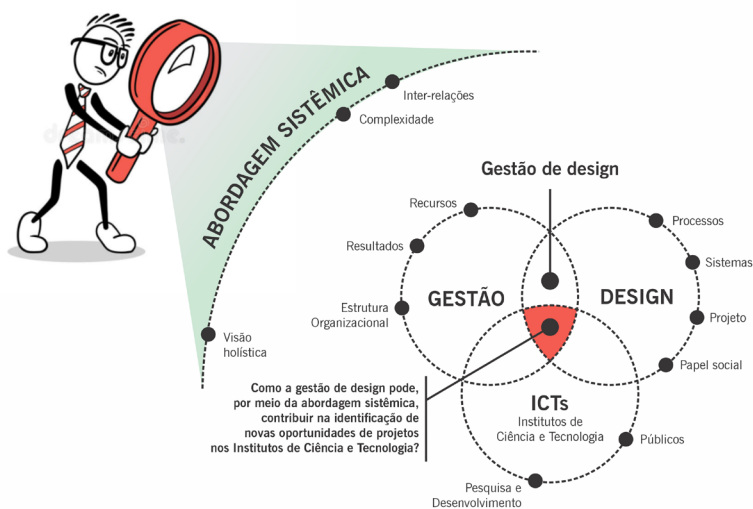 ABORDAGEM SISTÊMICA
Inter-relações
Complexidade
Visão
holística
Gestão de design
Recursos
Resultados
Estrutura
Organizacional
GESTÃO
DESIGN
Processos
Sistemas
Projeto
Papel social
Como a gestão de design pode,
por meio da abordagem sistêmica,
contribuir na identificação de
novas oportunidades de projetos
nos Institutos de Ciência e Tecnologia?
ICTs
Institutos de
Ciência e Tecnologia
Públicos
Pesquisa e
Desenvolvimento